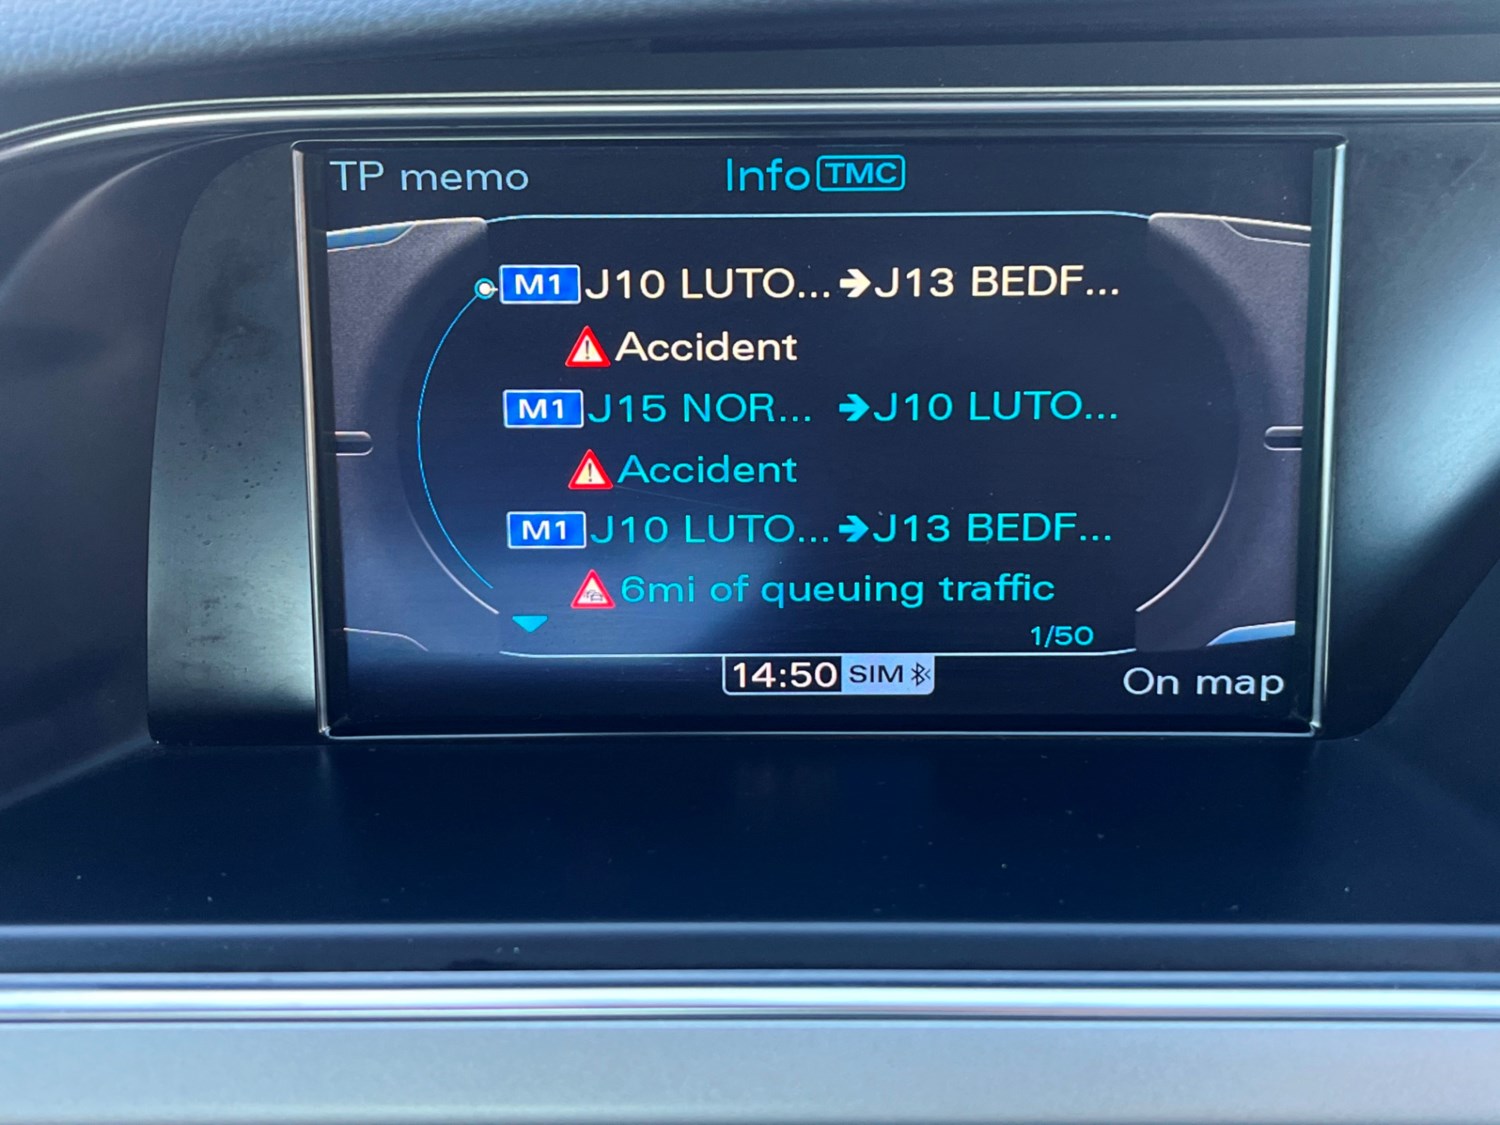 TP memo
Info TMC
M1 J10 LUTO... → J13 BEDF...
Accident
M1 J15 NOR... → J10 LUTO...
Accident
M1 J10 LUTO... → J13 BEDF...
6mi of queuing traffic
1/50
14:50 SIM
On map